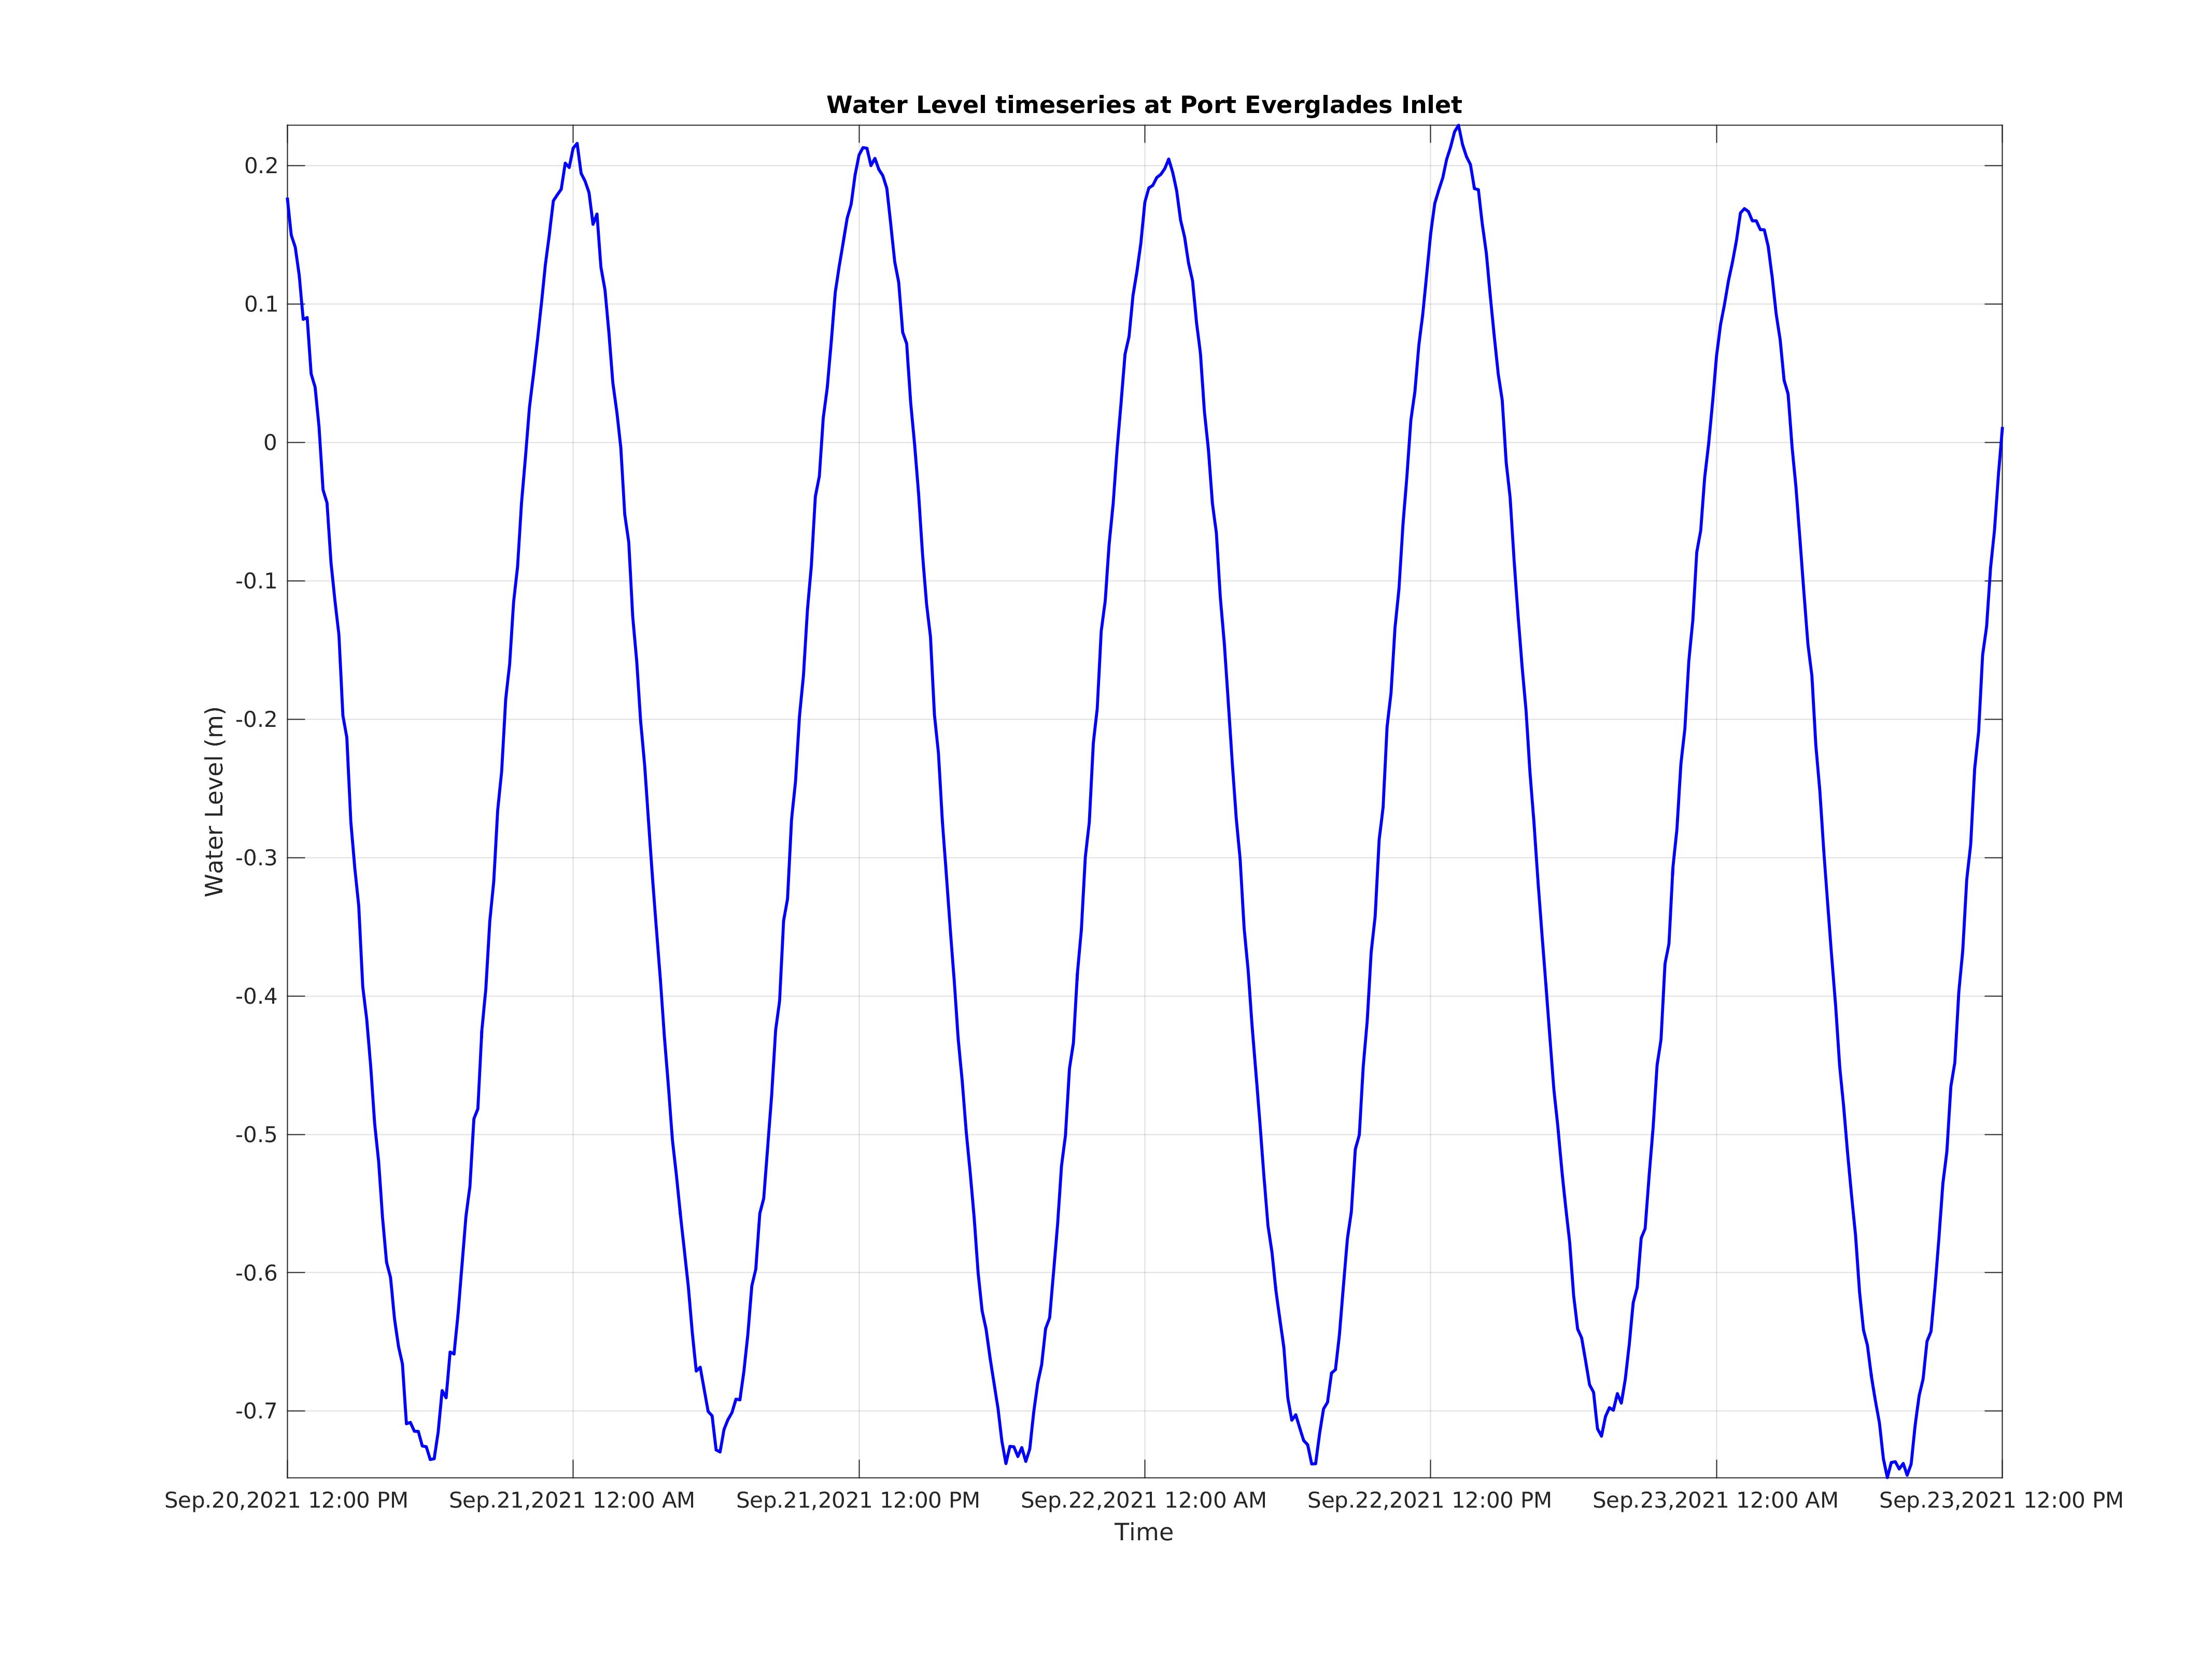 Water Level timeseries at Port Everglades Inlet
0.2
0.1
0
-0.1
-0.2
-0.3
-0.4
-0.5
-0.6
-0.7
Water Level (m)
Sep.20,2021 12:00 PM
Sep.21,2021 12:00 AM
Sep.21,2021 12:00 PM
Sep.22,2021 12:00 AM
Sep.22,2021 12:00 PM
Sep.23,2021 12:00 AM
Sep.23,2021 12:00 PM
Time